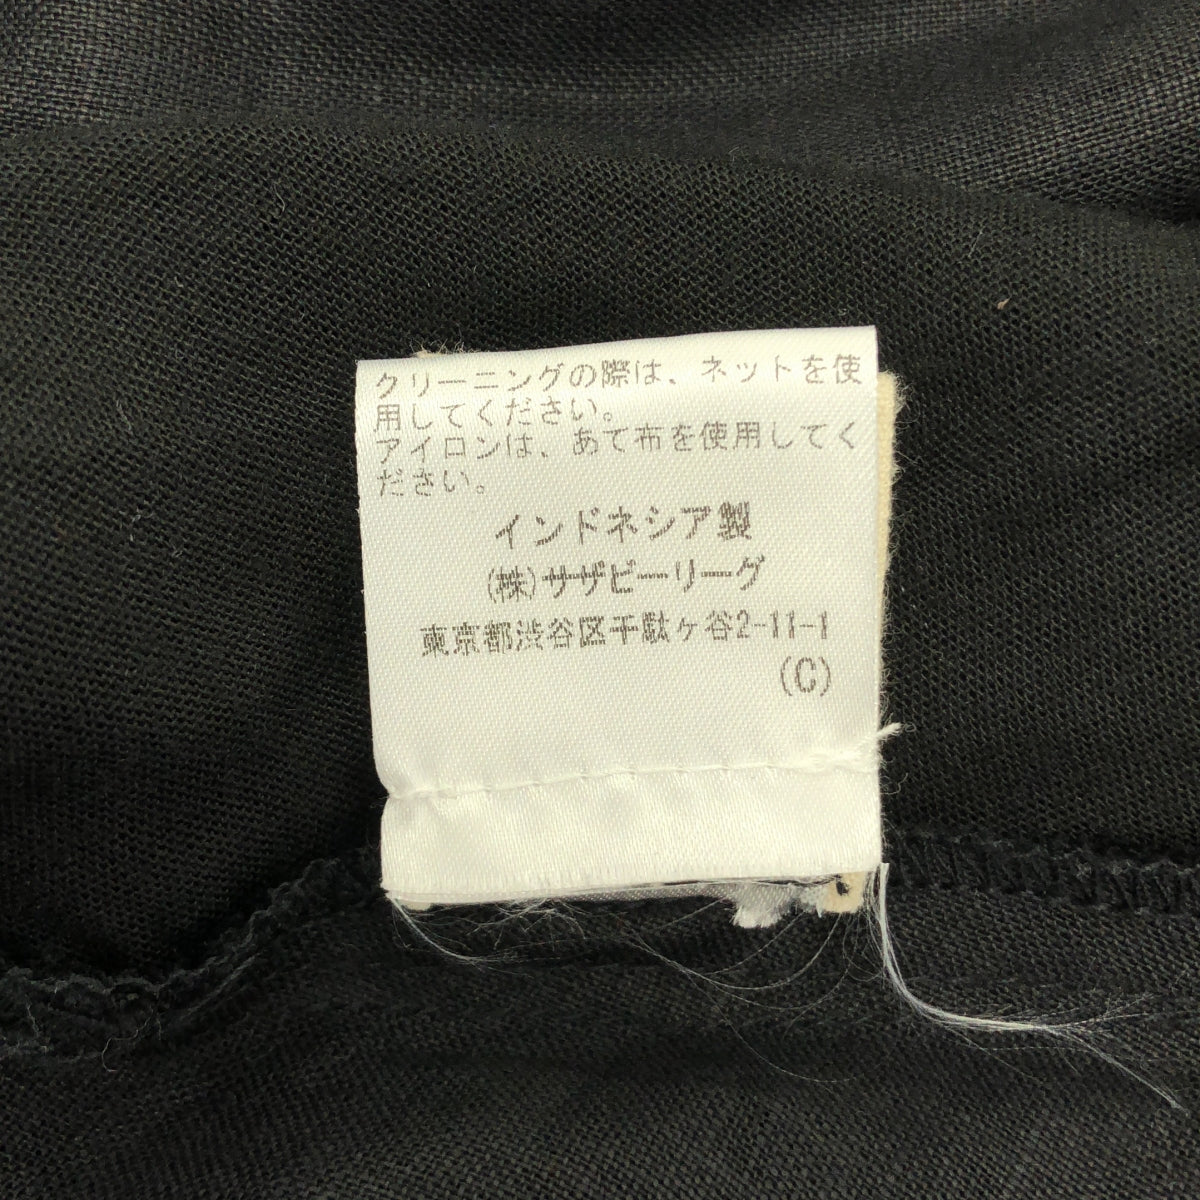 クリーニングの際は、ネットを使
用してください。
アイロンは、あて布を使用してく
ださい。
インドネシア製
(株)サザビーリーグ
東京都渋谷区千駄ヶ谷2-11-1
(C)